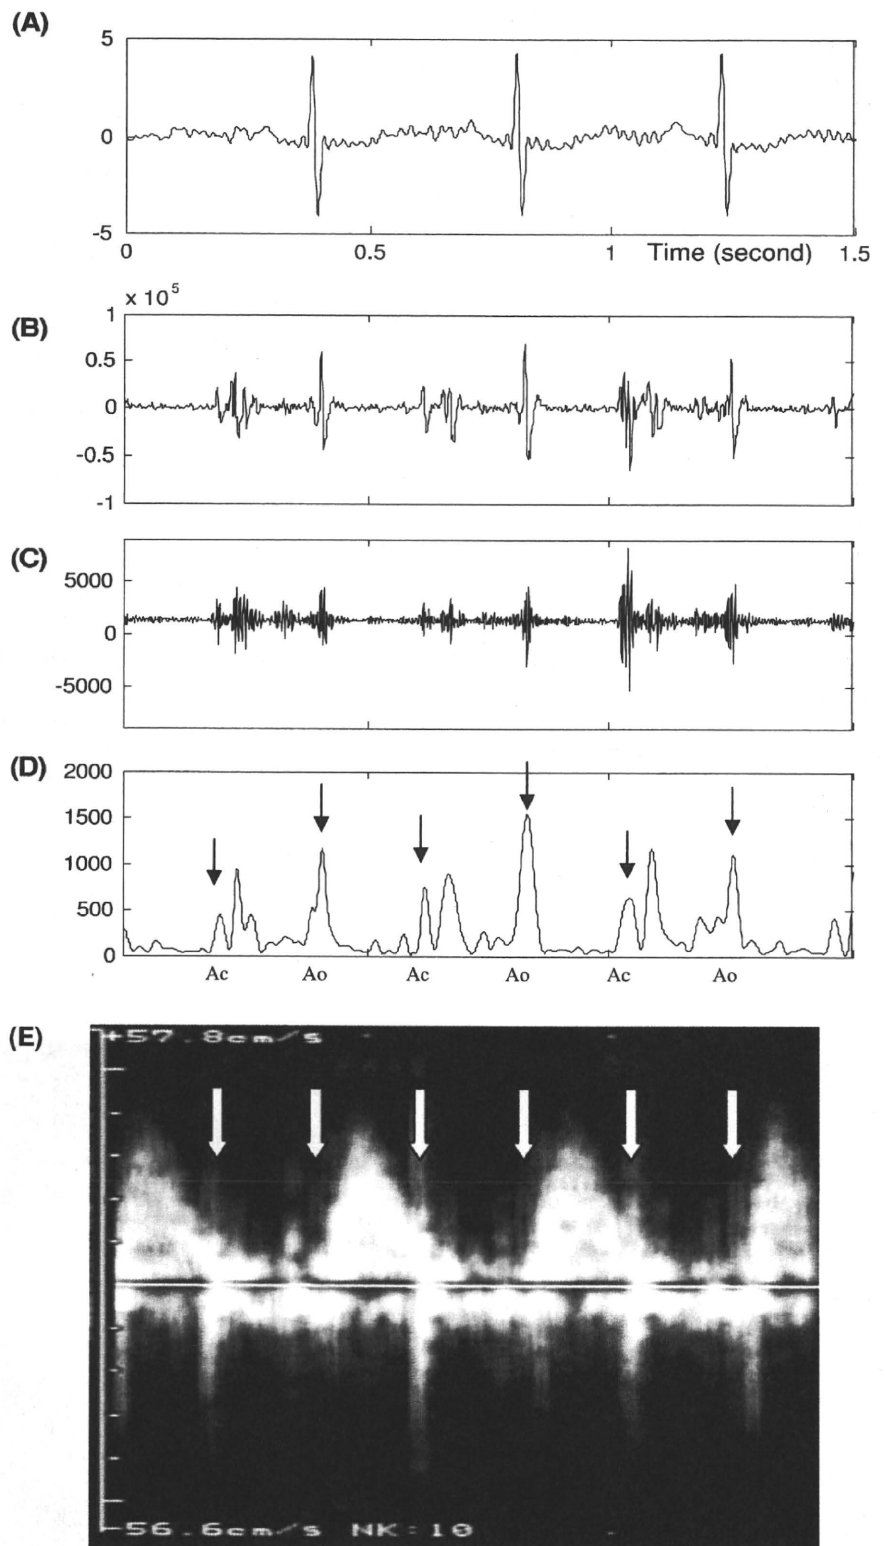 (A)
5
0
-5
0 0.5 1 Time (second) 1.5
x 10^5
(B)
1
0.5
0
-0.5
-1
(C)
5000
0
-5000
(D)
2000
1500
1000
500
0
Ac Ao Ac Ao Ac Ao
(E)
+57.8cm/s
-56.6cm/s NK:10